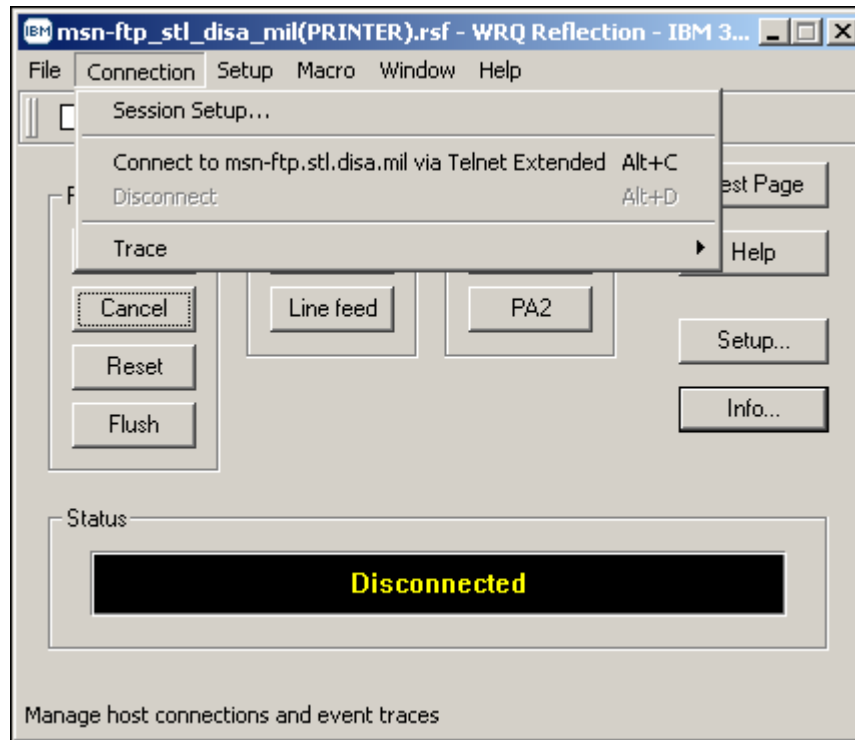 IBM msn-ftp_stl_disa_mil(PRINTER).rsf - WRQ Reflection - IBM 3...
File Connection Setup Macro Window Help
Session Setup...
Connect to msn-ftp.stl.disa.mil via Telnet Extended Alt+C
Disconnect Alt+D
Trace
est Page
Help
Cancel Line feed PA2
Setup...
Reset
Info...
Flush
Status
Disconnected
Manage host connections and event traces